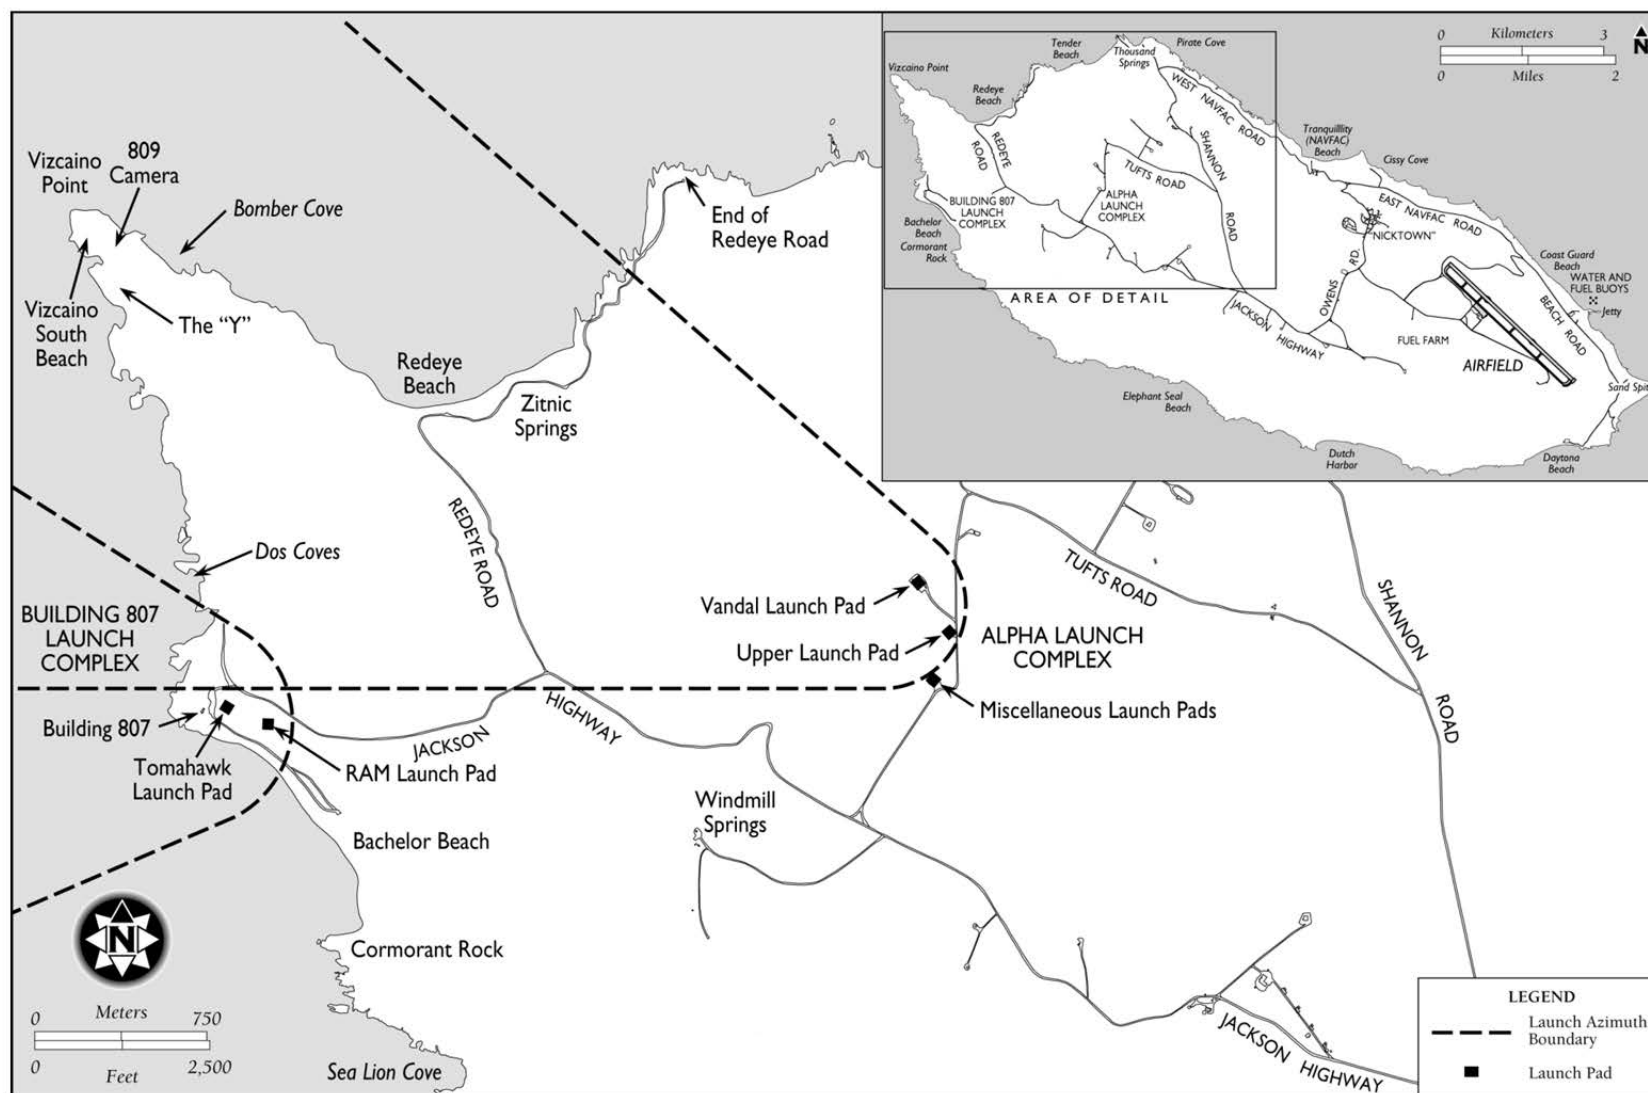 Vizcaino
Point
809
Camera
Bomber Cove
Vizcaino
South
Beach
The “Y”
Redeye
Beach
Zitnic
Springs
End of
Redeye Road
REDEYE ROAD
Dos Coves
BUILDING 807
LAUNCH
COMPLEX
Building 807
Tomahawk
Launch Pad
RAM Launch Pad
JACKSON
HIGHWAY
Bachelor Beach
Cormorant Rock
Sea Lion Cove
Vandal Launch Pad
Upper Launch Pad
ALPHA LAUNCH
COMPLEX
Miscellaneous Launch Pads
Windmill
Springs
TUFTS ROAD
SHANNON
ROAD
JACKSON HIGHWAY
N
0 Meters 750
0 Feet 2,500
LEGEND
Launch Azimuth
Boundary
Launch Pad
0 Kilometers 3
0 Miles 2
N
Vizcaino Point
Tender
Beach
Thousand
Springs
Pirate Cove
Redeye
Beach
REDEYE
ROAD
WEST NAVFAC ROAD
SHANNON
ROAD
TUFTS ROAD
Tranquillity
(NAVFAC)
Beach
Cissy Cove
BUILDING 807
LAUNCH
COMPLEX
ALPHA
LAUNCH
COMPLEX
Bachelor
Beach
Cormorant
Rock
AREA OF DETAIL
EAST NAVFAC ROAD
"NICKTOWN"
OWENS RD.
Coast Guard
Beach
WATER AND
FUEL BUOYS
Jetty
BEACH ROAD
JACKSON HIGHWAY
FUEL FARM
AIRFIELD
Sand Spit
Elephant Seal
Beach
Dutch
Harbor
Daytona
Beach